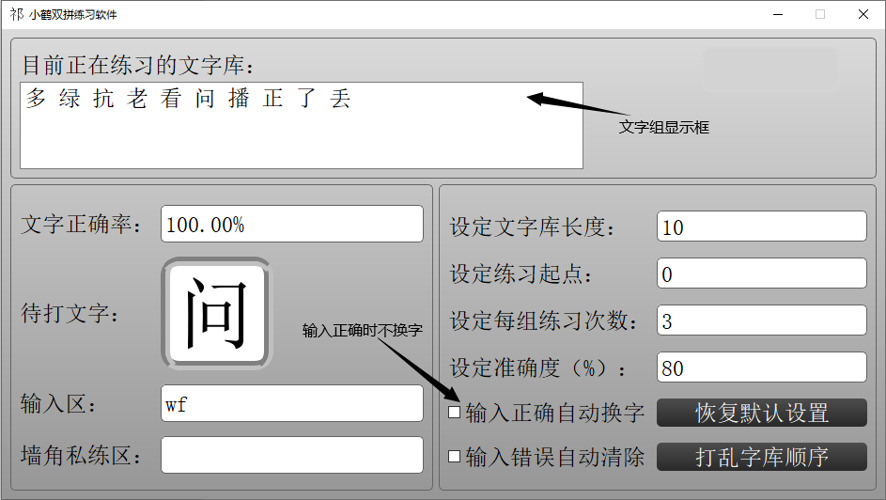 祁 小鹤双拼练习软件
目前正在练习的文字库：
多 绿 抗 老 看 问 播 正 了 丢
文字组显示框
文字正确率： 100.00%
待打文字： 问
输入正确时不换字
输入区： wf
墙角私练区：
设定文字库长度： 10
设定练习起点： 0
设定每组练习次数： 3
设定准确度（%）： 80
输入正确自动换字 恢复默认设置
输入错误自动清除 打乱字库顺序